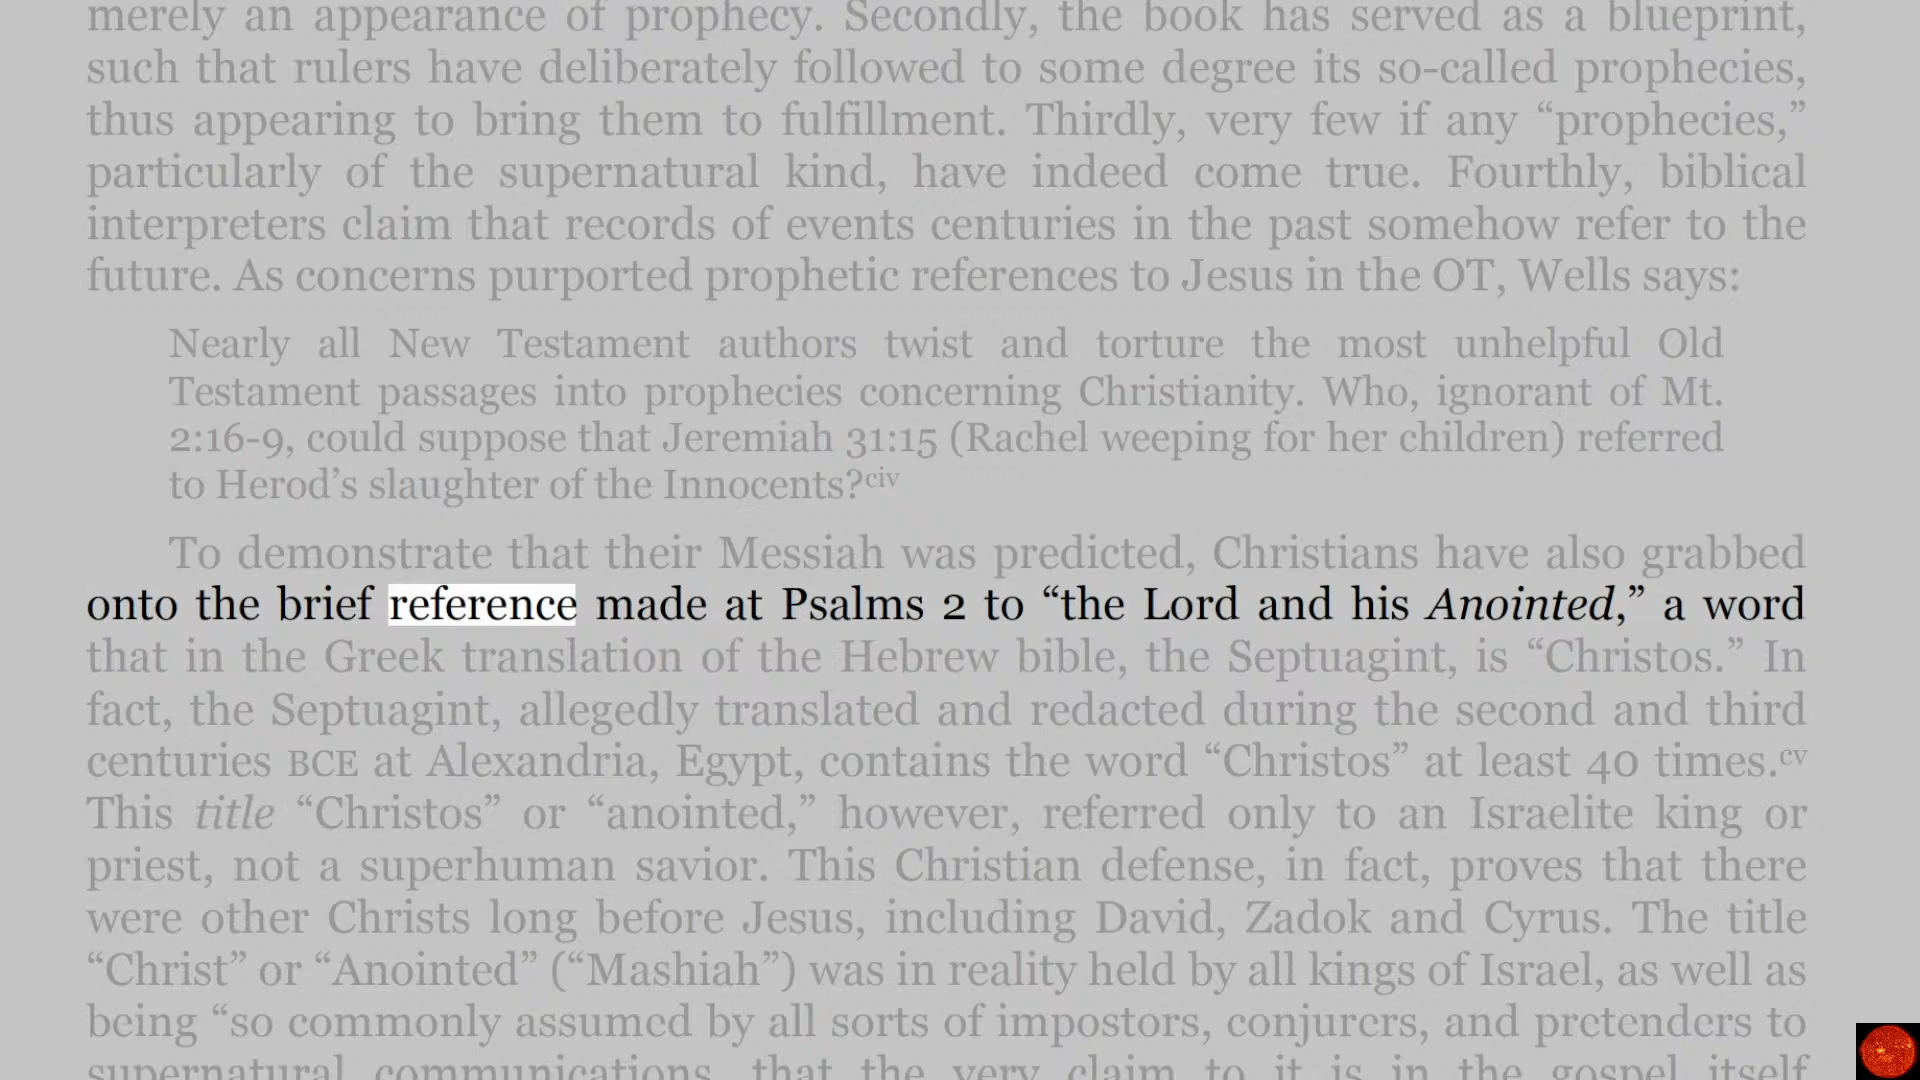 merely an appearance of prophecy. Secondly, the book has served as a blueprint,
such that rulers have deliberately followed to some degree its so-called prophecies,
thus appearing to bring them to fulfillment. Thirdly, very few if any “prophecies,”
particularly of the supernatural kind, have indeed come true. Fourthly, biblical
interpreters claim that records of events centuries in the past somehow refer to the
future. As concerns purported prophetic references to Jesus in the OT, Wells says:
Nearly all New Testament authors twist and torture the most unhelpful Old
Testament passages into prophecies concerning Christianity. Who, ignorant of Mt.
2:16-9, could suppose that Jeremiah 31:15 (Rachel weeping for her children) referred
to Herod’s slaughter of the Innocents?civ
To demonstrate that their Messiah was predicted, Christians have also grabbed
onto the brief reference made at Psalms 2 to “the Lord and his Anointed,” a word
that in the Greek translation of the Hebrew bible, the Septuagint, is “Christos.” In
fact, the Septuagint, allegedly translated and redacted during the second and third
centuries BCE at Alexandria, Egypt, contains the word “Christos” at least 40 times.cv
This title “Christos” or “anointed,” however, referred only to an Israelite king or
priest, not a superhuman savior. This Christian defense, in fact, proves that there
were other Christs long before Jesus, including David, Zadok and Cyrus. The title
“Christ” or “Anointed” (“Mashiah”) was in reality held by all kings of Israel, as well as
being “so commonly assumed by all sorts of impostors, conjurers, and pretenders to
supernatural communications, that the very claim to it is in the gospel itself